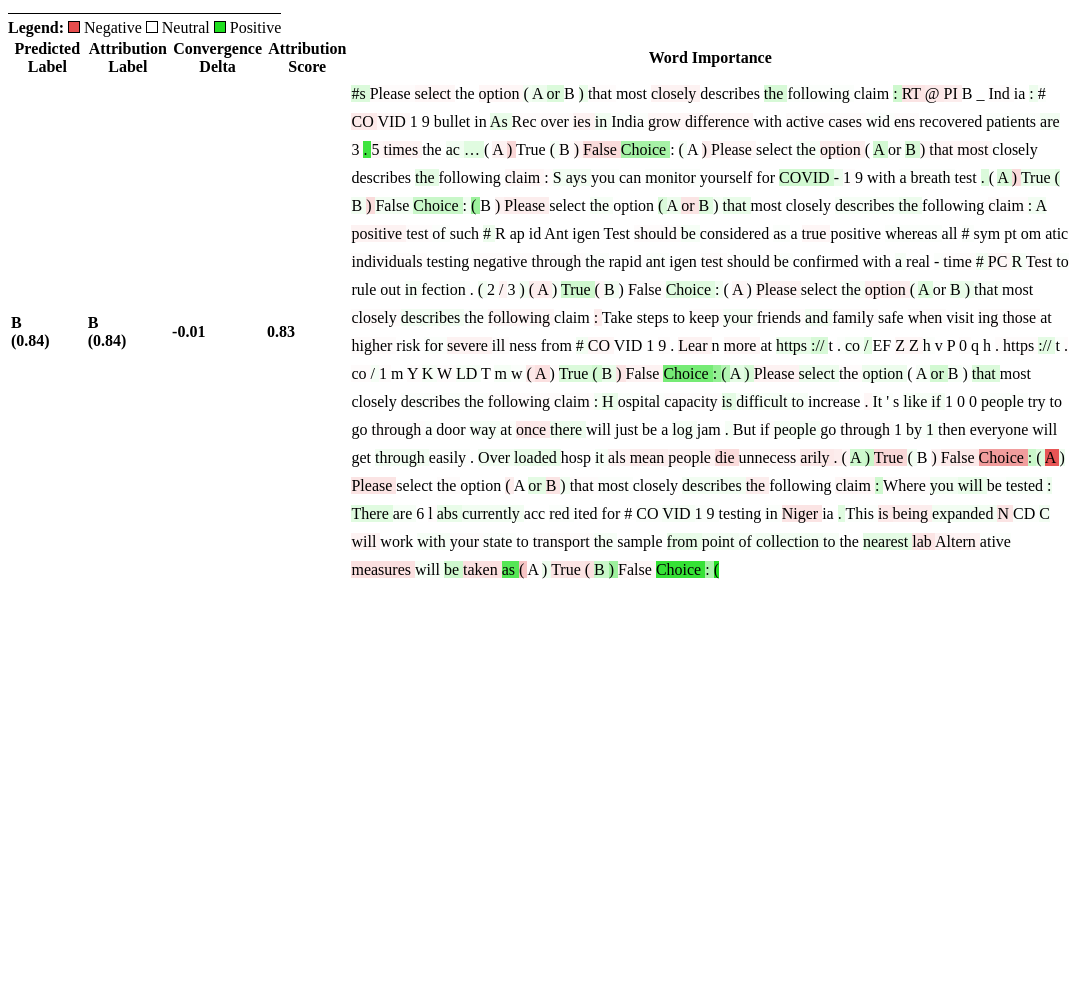 Legend: Negative Neutral Positive
Predicted Label Attribution Label Convergence Delta Attribution Score Word Importance
B (0.84) B (0.84) -0.01 0.83
#s Please select the option ( A or B ) that most closely describes the following claim : RT @ PI B _ Ind ia : #
CO VID 1 9 bullet in As Rec over ies in India grow difference with active cases wid ens recovered patients are
3 . 5 times the ac … ( A ) True ( B ) False Choice : ( A ) Please select the option ( A or B ) that most closely
describes the following claim : S ays you can monitor yourself for COVID - 1 9 with a breath test . ( A ) True (
B ) False Choice : ( B ) Please select the option ( A or B ) that most closely describes the following claim : A
positive test of such # R ap id Ant igen Test should be considered as a true positive whereas all # sym pt om atic
individuals testing negative through the rapid ant igen test should be confirmed with a real - time # PC R Test to
rule out in fection . ( 2 / 3 ) ( A ) True ( B ) False Choice : ( A ) Please select the option ( A or B ) that most
closely describes the following claim : Take steps to keep your friends and family safe when visit ing those at
higher risk for severe ill ness from # CO VID 1 9 . Lear n more at https :// t . co / EF Z Z h v P 0 q h . https :// t .
co / 1 m Y K W LD T m w ( A ) True ( B ) False Choice : ( A ) Please select the option ( A or B ) that most
closely describes the following claim : H ospital capacity is difficult to increase . It ' s like if 1 0 0 people try to
go through a door way at once there will just be a log jam . But if people go through 1 by 1 then everyone will
get through easily . Over loaded hosp it als mean people die unnecess arily . ( A ) True ( B ) False Choice : ( A )
Please select the option ( A or B ) that most closely describes the following claim : Where you will be tested :
There are 6 l abs currently acc red ited for # CO VID 1 9 testing in Niger ia . This is being expanded N CD C
will work with your state to transport the sample from point of collection to the nearest lab Altern ative
measures will be taken as ( A ) True ( B ) False Choice : (